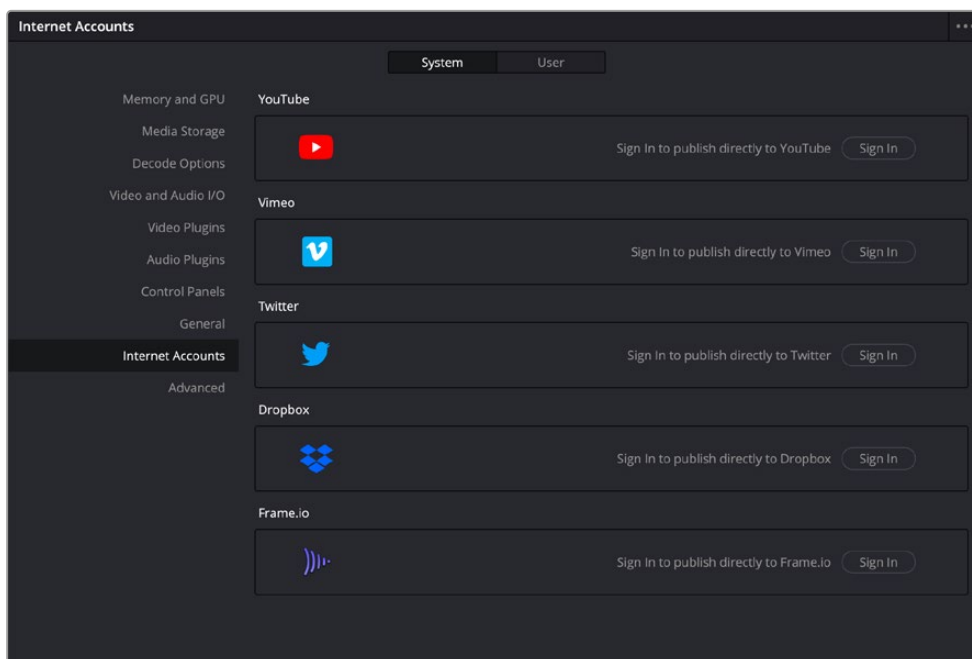 Internet Accounts
System
User
Memory and GPU
Media Storage
Decode Options
Video and Audio I/O
Video Plugins
Audio Plugins
Control Panels
General
Internet Accounts
Advanced
YouTube
Sign In to publish directly to YouTube
Sign In
Vimeo
Sign In to publish directly to Vimeo
Sign In
Twitter
Sign In to publish directly to Twitter
Sign In
Dropbox
Sign In to publish directly to Dropbox
Sign In
Frame.io
Sign In to publish directly to Frame.io
Sign In